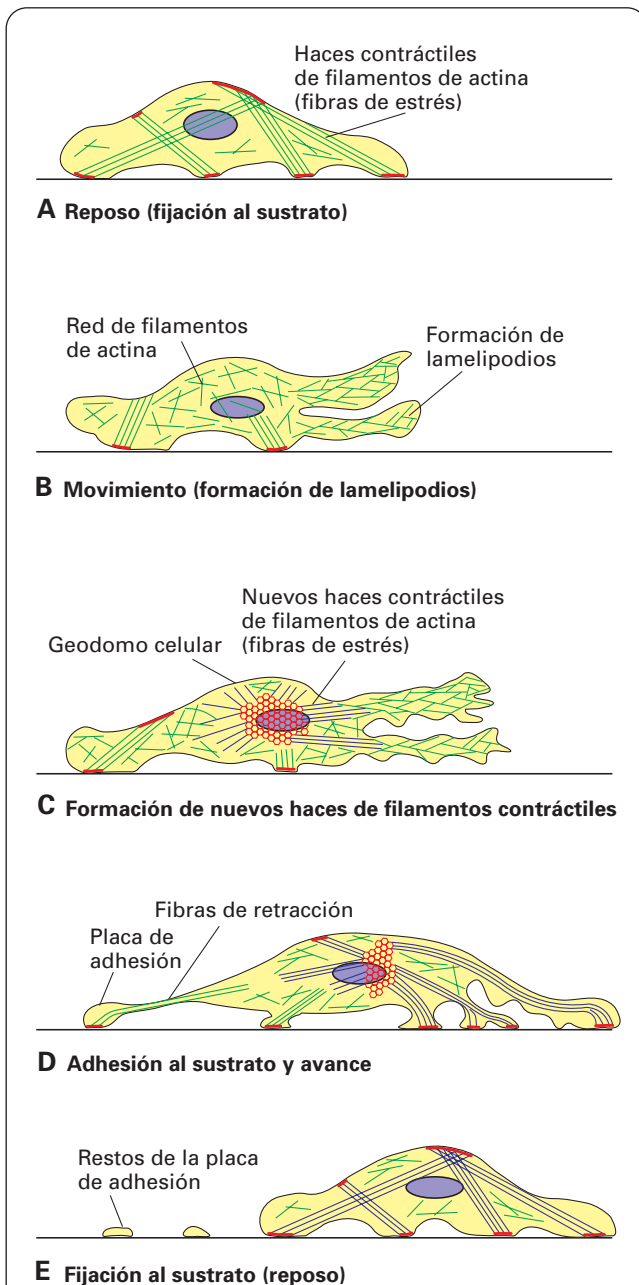 Haces contráctiles
de filamentos de actina
(fibras de estrés)
A Reposo (fijación al sustrato)
Red de filamentos
de actina
Formación de
lamelipodios
B Movimiento (formación de lamelipodios)
Nuevos haces contráctiles
de filamentos de actina
(fibras de estrés)
Geodomo celular
C Formación de nuevos haces de filamentos contráctiles
Fibras de retracción
Placa de
adhesión
D Adhesión al sustrato y avance
Restos de la placa
de adhesión
E Fijación al sustrato (reposo)